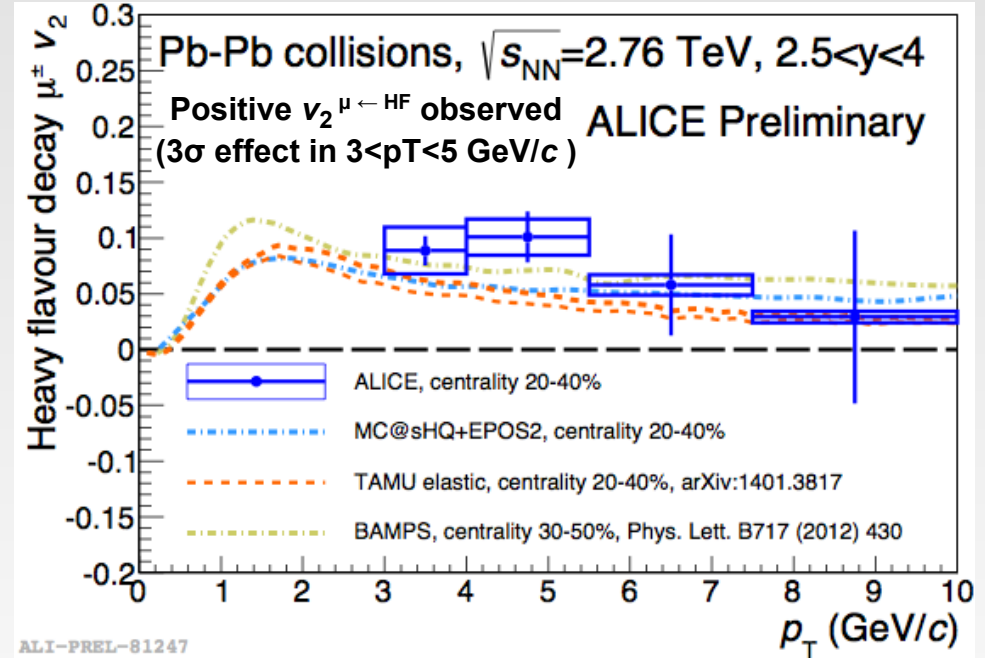 Pb-Pb collisions, √sNN=2.76 TeV, 2.5<y<4
Positive v2 μ ← HF observed
(3σ effect in 3<pT<5 GeV/c )
ALICE Preliminary
Heavy flavour decay μ± v2
0.3
0.25
0.2
0.15
0.1
0.05
0
-0.05
-0.1
-0.15
-0.2
ALICE, centrality 20-40%
MC@sHQ+EPOS2, centrality 20-40%
TAMU elastic, centrality 20-40%, arXiv:1401.3817
BAMPS, centrality 30-50%, Phys. Lett. B717 (2012) 430
0 1 2 3 4 5 6 7 8 9 10
pT (GeV/c)
ALI-PREL-81247